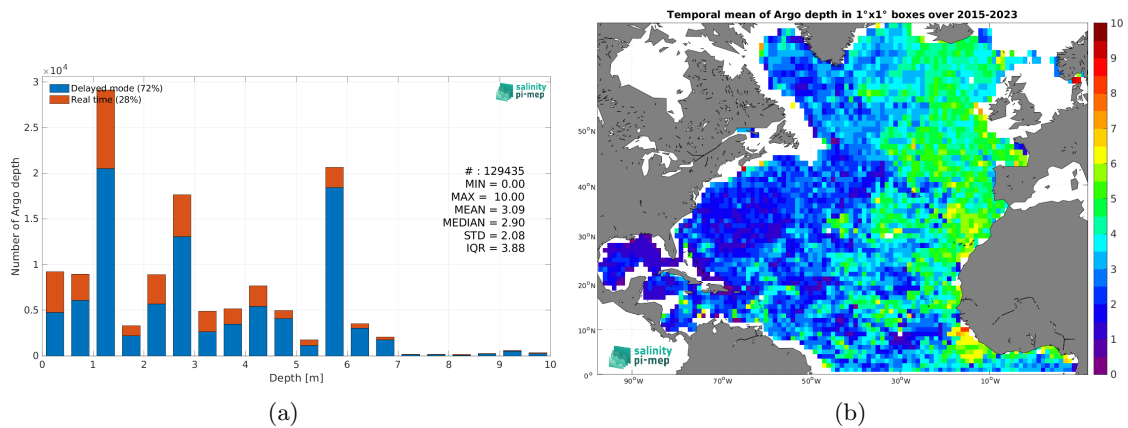 ×10⁴
3
2.5
2
1.5
1
0.5
0
Number of Argo depth
Delayed mode (72%)
Real time (28%)
salinity
pi-mep
# : 129435
MIN = 0.00
MAX = 10.00
MEAN = 3.09
MEDIAN = 2.90
STD = 2.08
IQR = 3.88
0 1 2 3 4 5 6 7 8 9 10
Depth [m]
(a)
Temporal mean of Argo depth in 1°x1° boxes over 2015-2023
50°N
40°N
30°N
20°N
10°N
0°
90°W 70°W 50°W 30°W 10°W
salinity
pi-mep
10
9
8
7
6
5
4
3
2
1
0
(b)